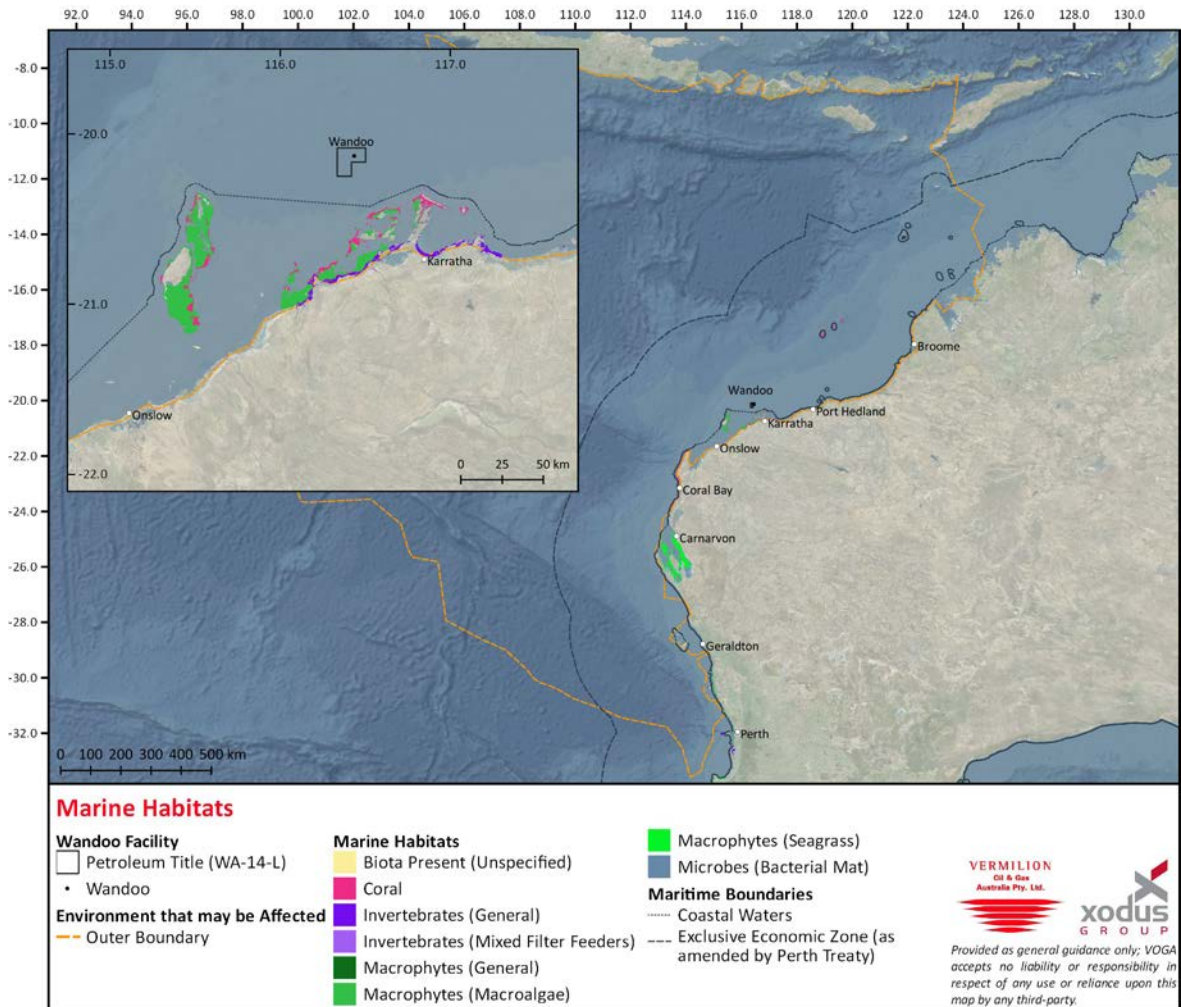 92.0 94.0 96.0 98.0 100.0 102.0 104.0 106.0 108.0 110.0 112.0 114.0 116.0 118.0 120.0 122.0 124.0 126.0 128.0 130.0
-8.0
-10.0
-12.0
-14.0
-16.0
-18.0
-20.0
-22.0
-24.0
-26.0
-28.0
-30.0
-32.0
115.0 116.0 117.0
-20.0
-21.0
-22.0
Wandoo
Karratha
Onslow
0 25 50 km
Broome
Wandoo
Port Hedland
Karratha
Onslow
Coral Bay
Carnarvon
Geraldton
Perth
0 100 200 300 400 500 km
Marine Habitats
Wandoo Facility
Petroleum Title (WA-14-L)
Wandoo
Environment that may be Affected
Outer Boundary
Marine Habitats
Biota Present (Unspecified)
Coral
Invertebrates (General)
Invertebrates (Mixed Filter Feeders)
Macrophytes (General)
Macrophytes (Macroalgae)
Macrophytes (Seagrass)
Microbes (Bacterial Mat)
Maritime Boundaries
Coastal Waters
Exclusive Economic Zone (as
amended by Perth Treaty)
VERMILION
Oil & Gas
Australia Pty. Ltd.
xodus
GROUP
Provided as general guidance only; VOGA
accepts no liability or responsibility in
respect of any use or reliance upon this
map by any third-party.